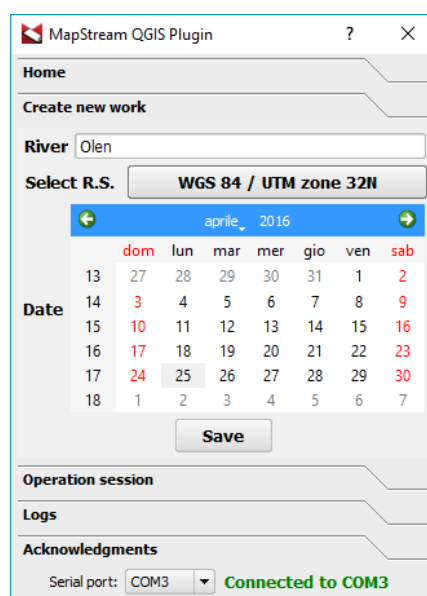 MapStream QGIS Plugin ? ×
Home
Create new work
River Olen
Select R.S. WGS 84 / UTM zone 32N
aprile 2016
dom lun mar mer gio ven sab
13 27 28 29 30 31 1 2
Date 14 3 4 5 6 7 8 9
15 10 11 12 13 14 15 16
16 17 18 19 20 21 22 23
17 24 25 26 27 28 29 30
18 1 2 3 4 5 6 7
Save
Operation session
Logs
Acknowledgments
Serial port: COM3 Connected to COM3